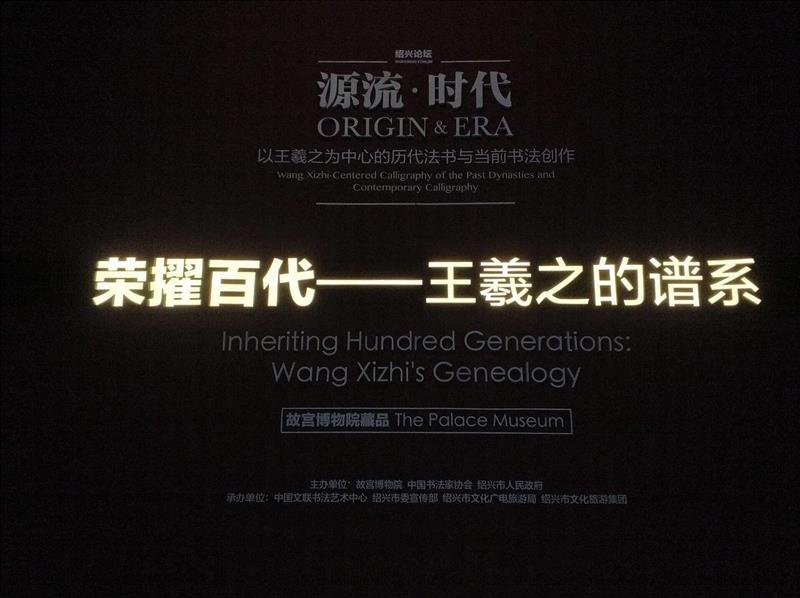 绍兴论坛
SHAOXING FORUM
源流·时代
ORIGIN & ERA
以王羲之为中心的历代法书与当前书法创作
Wang Xizhi-Centered Calligraphy of the Past Dynasties and
Contemporary Calligraphy
荣耀百代——王羲之的谱系
Inheriting Hundred Generations:
Wang Xizhi's Genealogy
故宫博物院藏品 The Palace Museum
主办单位：故宫博物院 中国书法家协会 绍兴市人民政府
承办单位：中国文联书法艺术中心 绍兴市委宣传部 绍兴市文化广电旅游局 绍兴市文化旅游集团